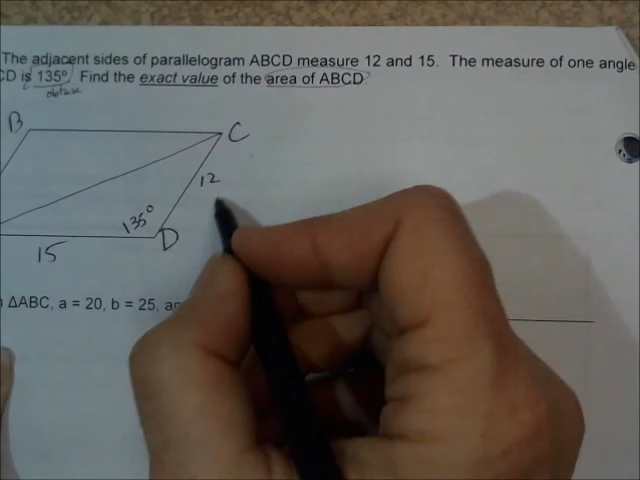 The adjacent sides of parallelogram ABCD measure 12 and 15. The measure of one angle
CD is 135° Find the exact value of the area of ABCD.
obtuse
B
C
12
135°
D
15
ΔABC, a = 20, b = 25,